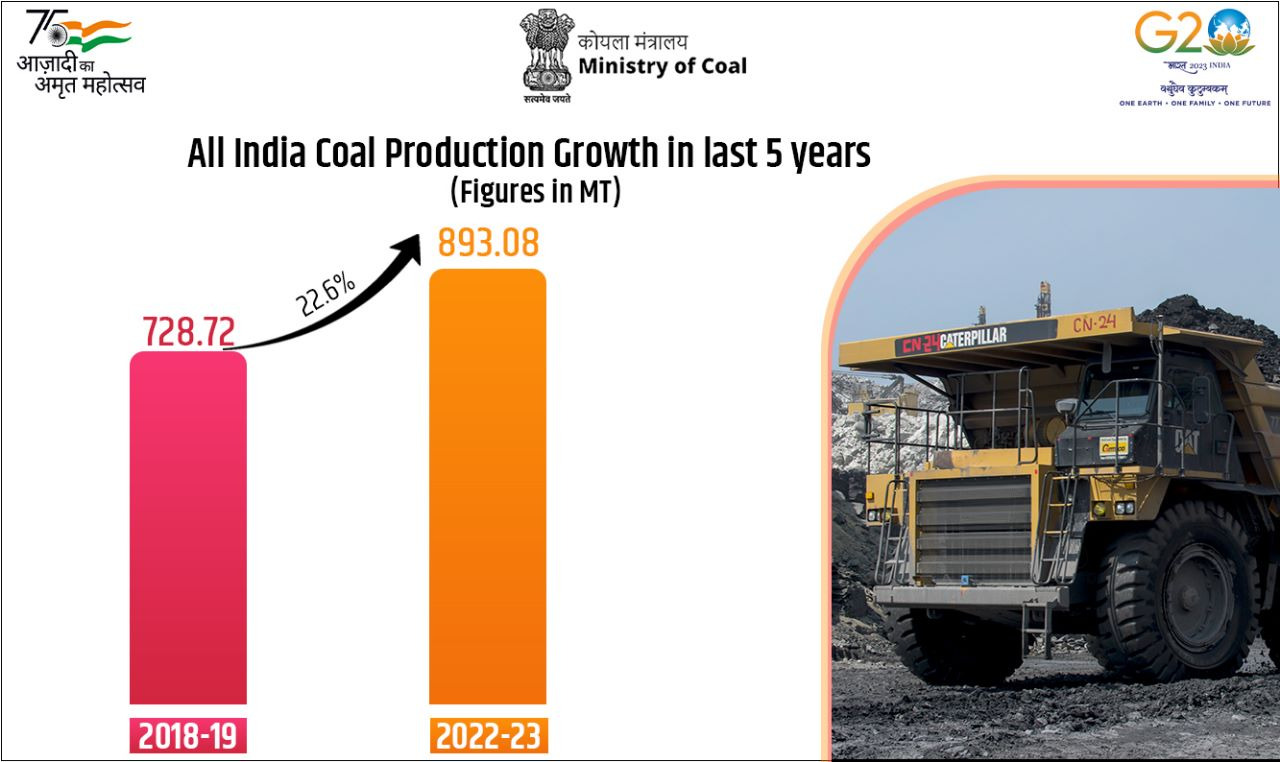 75
आज़ादी का
अमृत महोत्सव
सत्यमेव जयते
कोयला मंत्रालय
Ministry of Coal
G20
भारत 2023 INDIA
वसुधैव कुटुम्बकम्
ONE EARTH • ONE FAMILY • ONE FUTURE
All India Coal Production Growth in last 5 years
(Figures in MT)
728.72
22.6%
893.08
2018-19
2022-23
CN-24 CATERPILLAR
CN-24
CAT